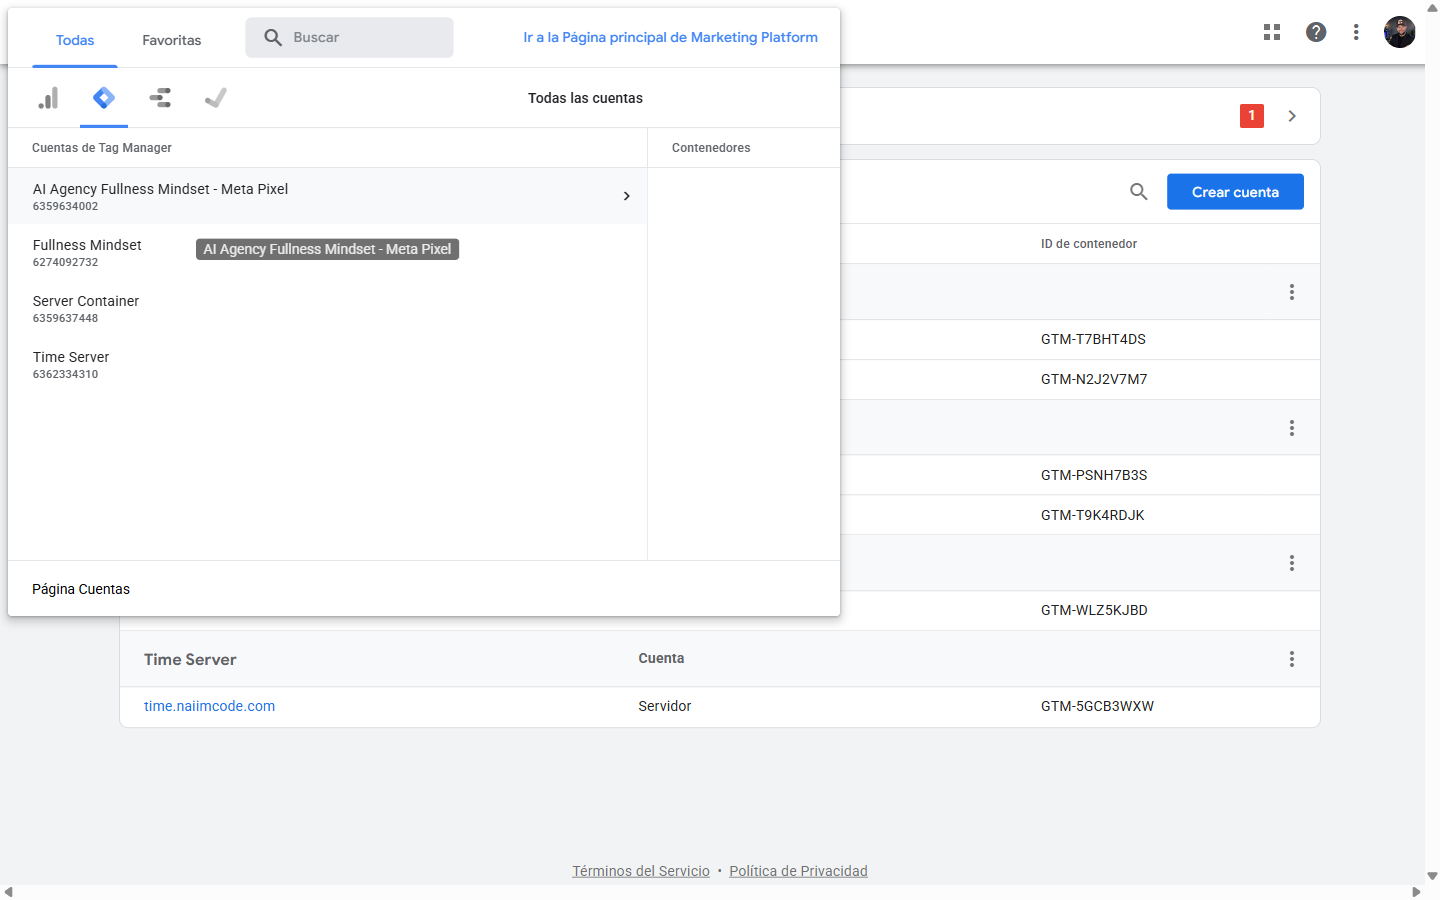 Todas
Favoritas
Buscar
Ir a la Página principal de Marketing Platform
Todas las cuentas
Cuentas de Tag Manager
Contenedores
AI Agency Fullness Mindset - Meta Pixel
6359634002
Fullness Mindset
6274092732
AI Agency Fullness Mindset - Meta Pixel
Server Container
6359637448
Time Server
6362334310
Página Cuentas
1
Crear cuenta
ID de contenedor
GTM-T7BHT4DS
GTM-N2J2V7M7
GTM-PSNH7B3S
GTM-T9K4RDJK
GTM-WLZ5KJBD
Time Server Cuenta
time.naiimcode.com Servidor GTM-5GCB3WXW
Términos del Servicio • Política de Privacidad